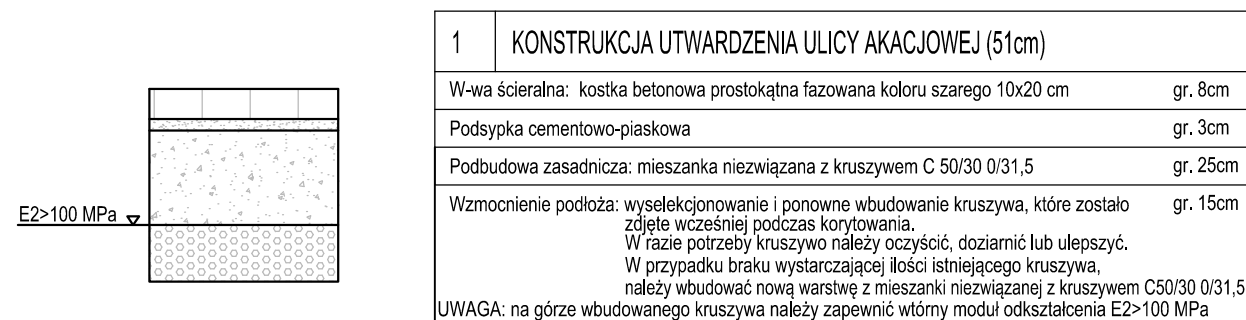 1 KONSTRUKCJA UTWARDZENIA ULICY AKACJOWEJ (51cm)
W-wa ścieralna: kostka betonowa prostokątna fazowana koloru szarego 10x20 cm gr. 8cm
Podsypka cementowo-piaskowa gr. 3cm
Podbudowa zasadnicza: mieszanka niezwiązana z kruszywem C 50/30 0/31,5 gr. 25cm
E2>100 MPa
Wzmocnienie podłoża: wyselekcjonowanie i ponowne wbudowanie kruszywa, które zostało gr. 15cm
zdjęte wcześniej podczas korytowania.
W razie potrzeby kruszywo należy oczyścić, doziarnić lub ulepszyć.
W przypadku braku wystarczającej ilości istniejącego kruszywa,
należy wbudować nową warstwę z mieszanki niezwiązanej z kruszywem C50/30 0/31,5
UWAGA: na górze wbudowanego kruszywa należy zapewnić wtórny moduł odkształcenia E2>100 MPa